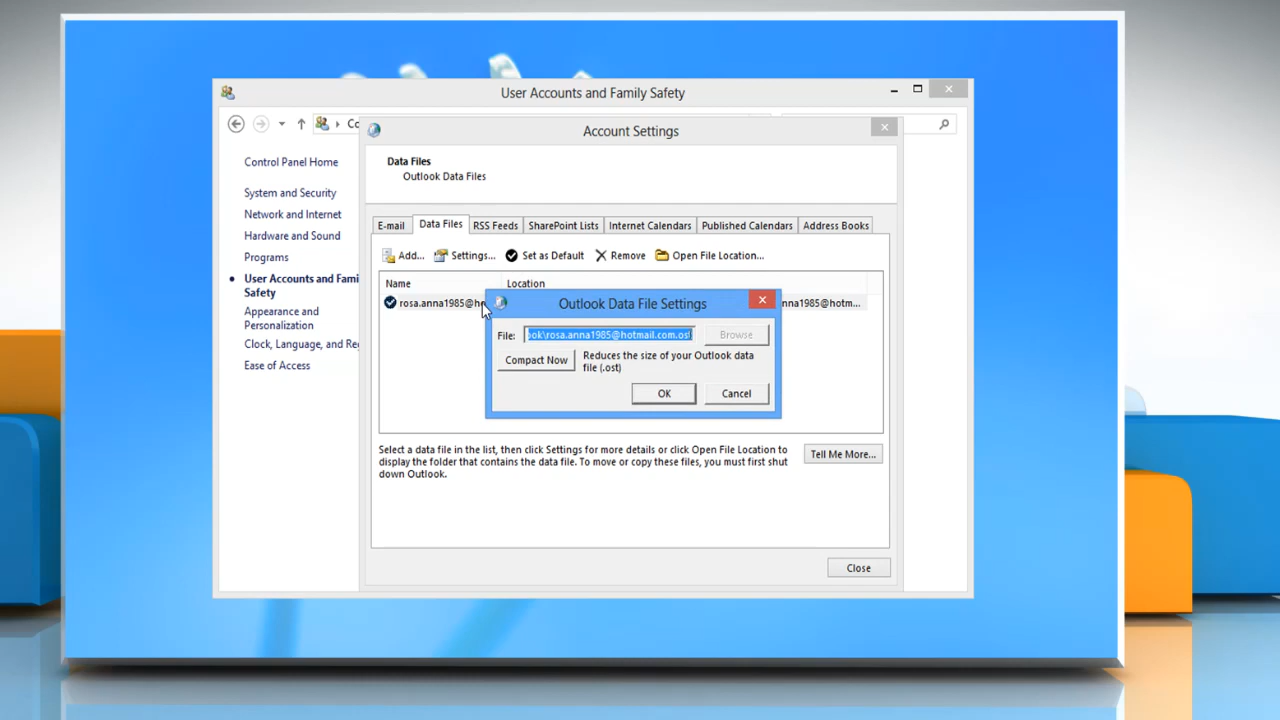 User Accounts and Family Safety
Co
Account Settings
Control Panel Home
System and Security
Network and Internet
Hardware and Sound
Programs
User Accounts and Fami
Safety
Appearance and
Personalization
Clock, Language, and Reg
Ease of Access
Data Files
Outlook Data Files
E-mail
Data Files
RSS Feeds
SharePoint Lists
Internet Calendars
Published Calendars
Address Books
Add...
Settings...
Set as Default
Remove
Open File Location...
Name
Location
rosa.anna1985@ho
nna1985@hotm...
Outlook Data File Settings
File:
ook\rosa.anna1985@hotmail.com.ost
Browse
Compact Now
Reduces the size of your Outlook data
file (.ost)
OK
Cancel
Select a data file in the list, then click Settings for more details or click Open File Location to
display the folder that contains the data file. To move or copy these files, you must first shut
down Outlook.
Tell Me More...
Close